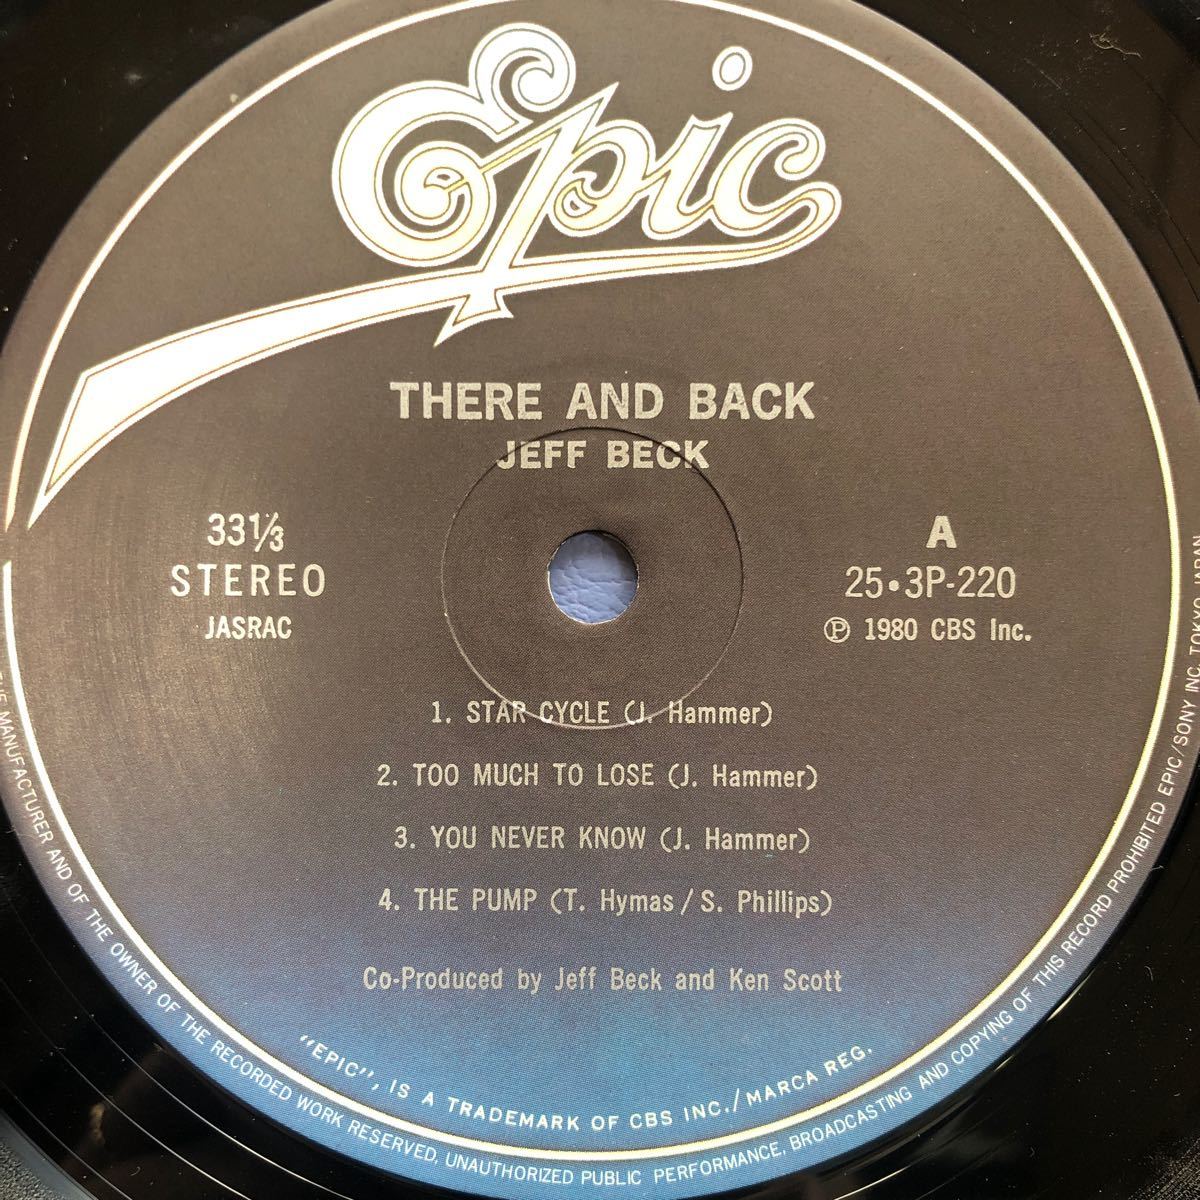 Epic
THERE AND BACK
JEFF BECK
33⅓
STEREO
JASRAC
A
25•3P-220
Ⓟ 1980 CBS Inc.
1. STAR CYCLE (J. Hammer)
2. TOO MUCH TO LOSE (J. Hammer)
3. YOU NEVER KNOW (J. Hammer)
4. THE PUMP (T. Hymas / S. Phillips)
Co-Produced by Jeff Beck and Ken Scott
"EPIC", IS A TRADEMARK OF CBS INC./MARCA REG.
THE MANUFACTURER AND OF THE OWNER OF THE RECORDED WORK RESERVED. UNAUTHORIZED PUBLIC PERFORMANCE, BROADCASTING AND COPYING OF THIS RECORD PROHIBITED EPIC/SONY INC. TOKYO JAPAN